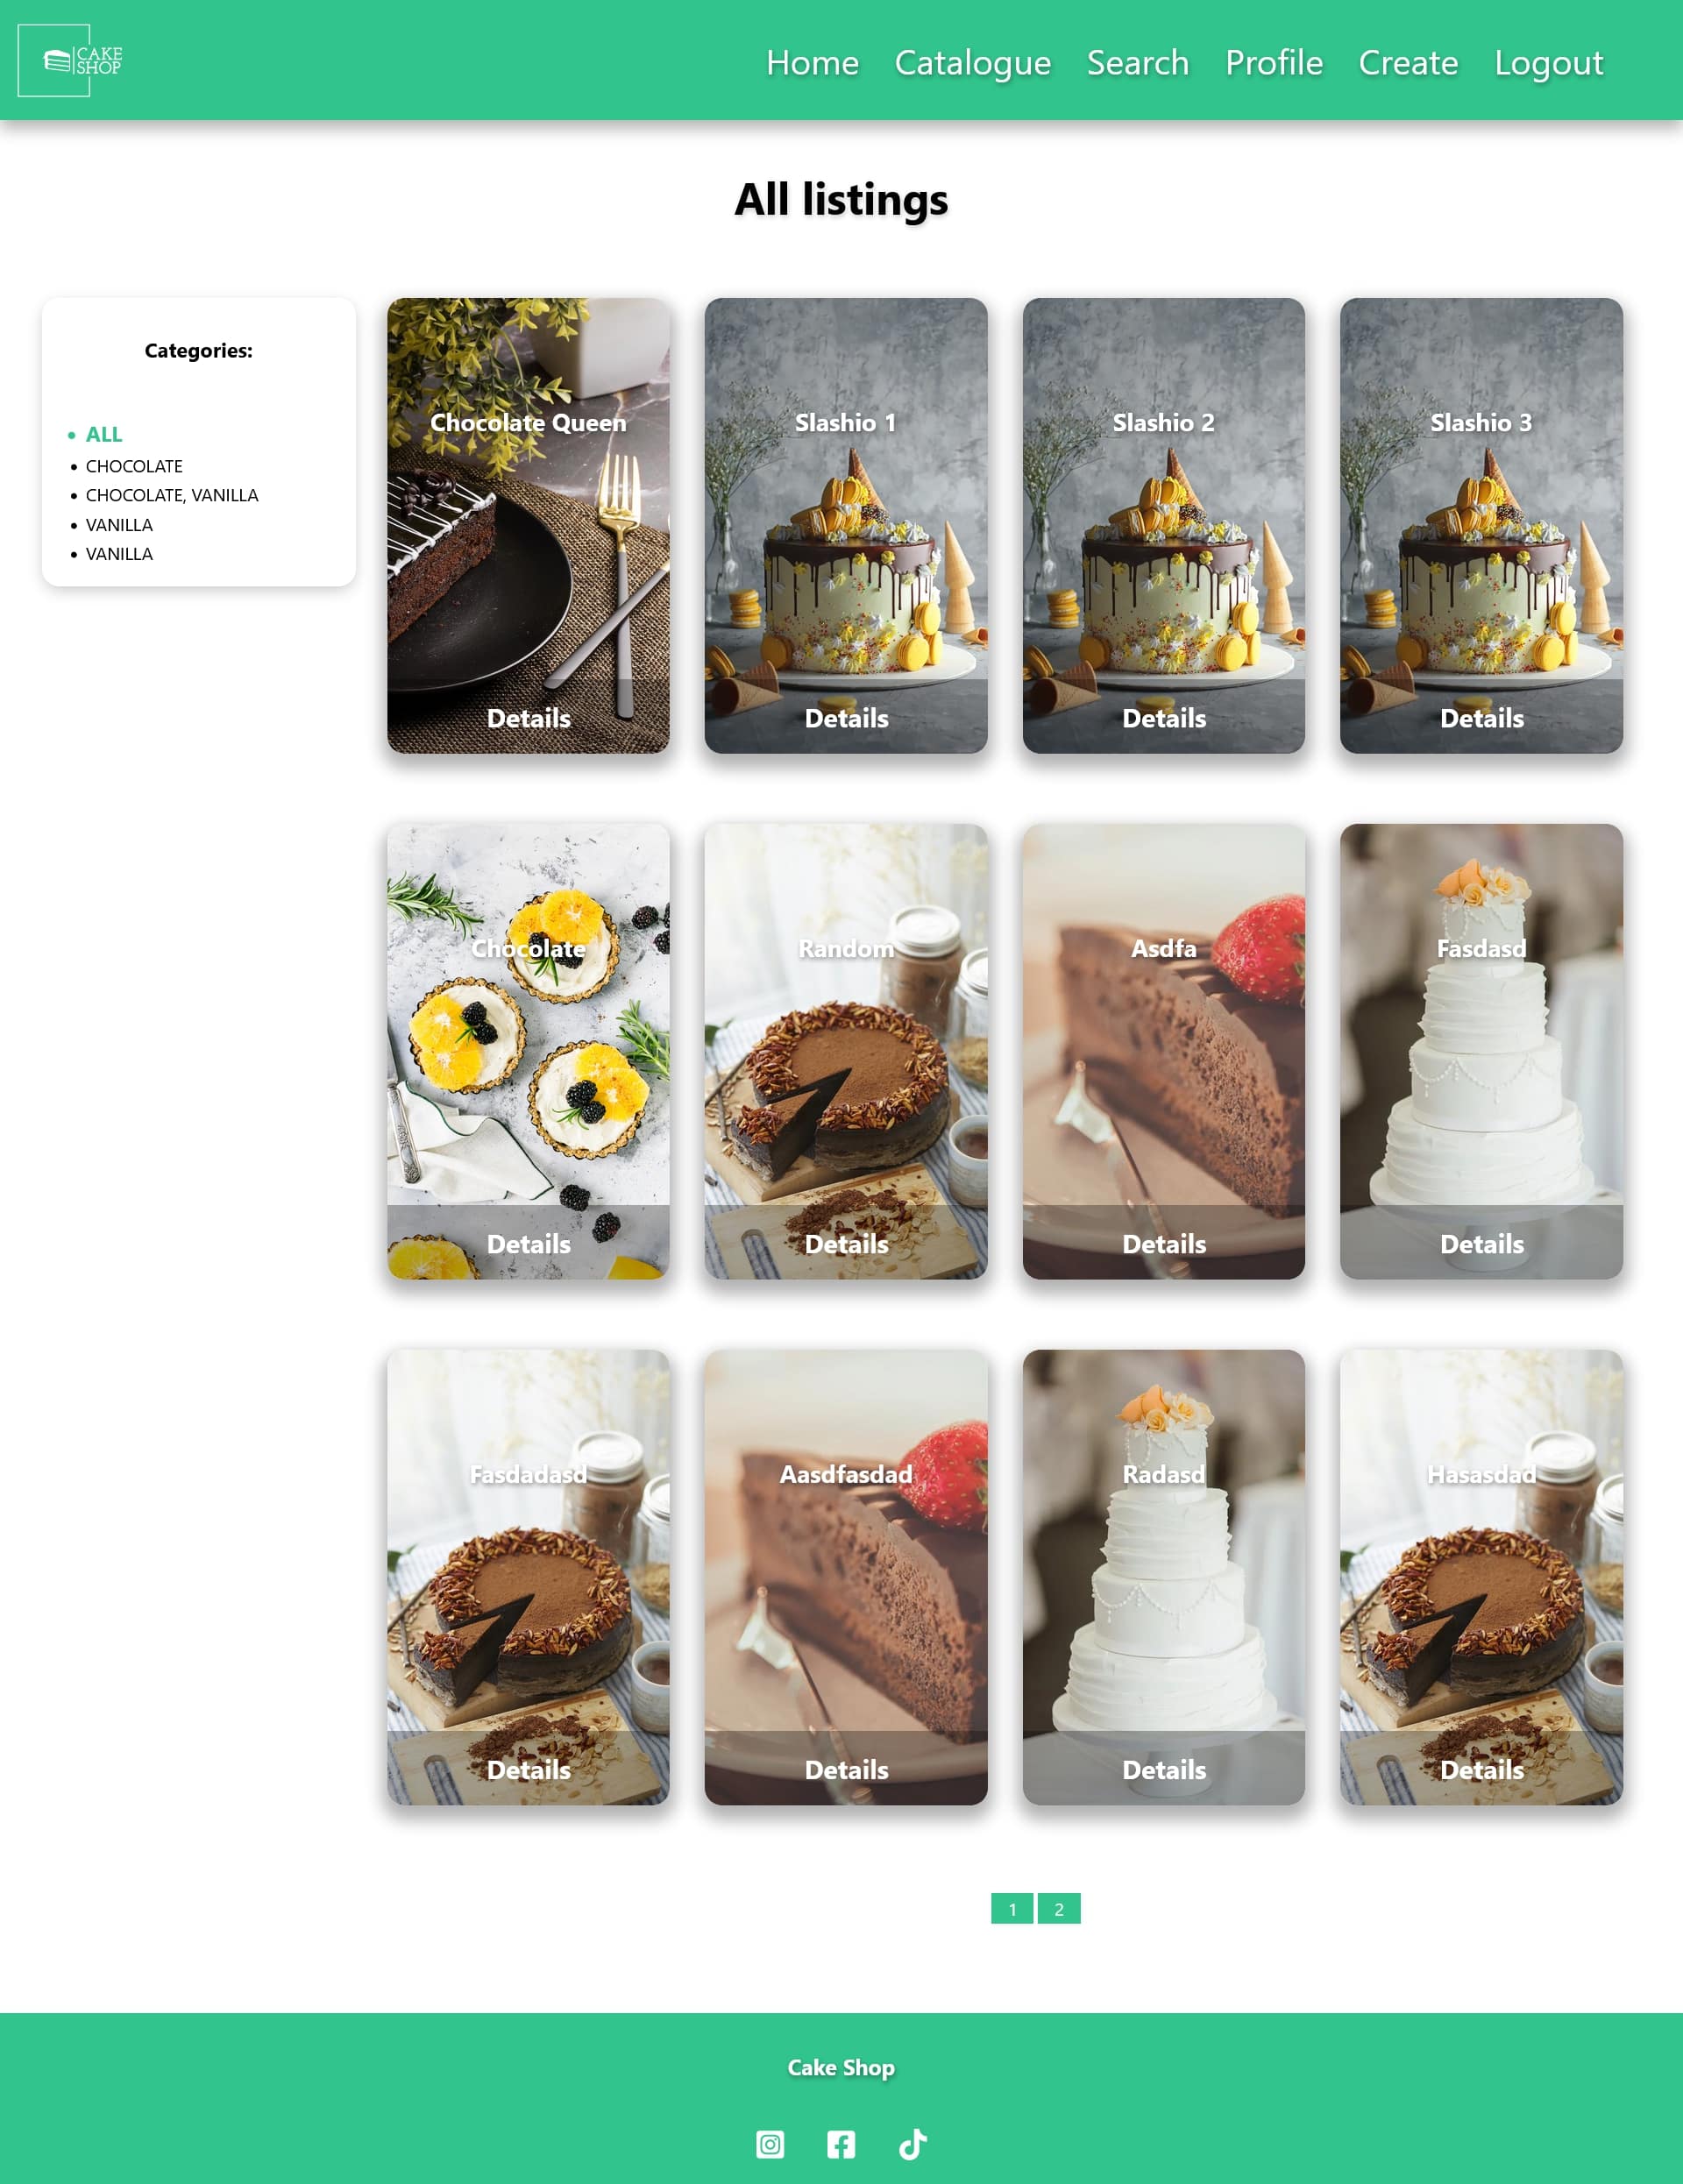 CAKE
SHOP
Home Catalogue Search Profile Create Logout
All listings
Categories:
ALL
CHOCOLATE
CHOCOLATE, VANILLA
VANILLA
VANILLA
Chocolate Queen
Details
Slashio 1
Details
Slashio 2
Details
Slashio 3
Details
Chocolate
Details
Random
Details
Asdfa
Details
Fasdasd
Details
Fasdadasd
Details
Aasdfasdad
Details
Radasd
Details
Hasasdad
Details
1 2
Cake Shop